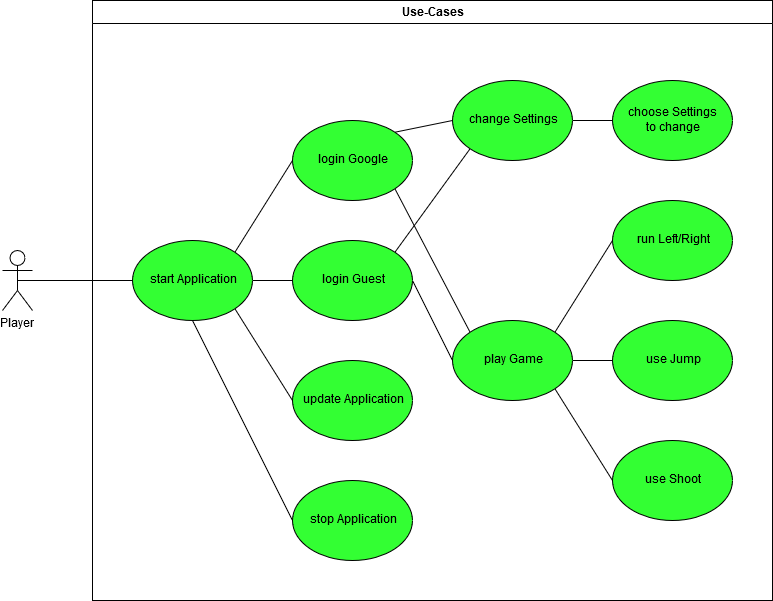 Use-Cases
change Settings
choose Settings
to change
login Google
run Left/Right
start Application
login Guest
Player
play Game
use Jump
update Application
use Shoot
stop Application